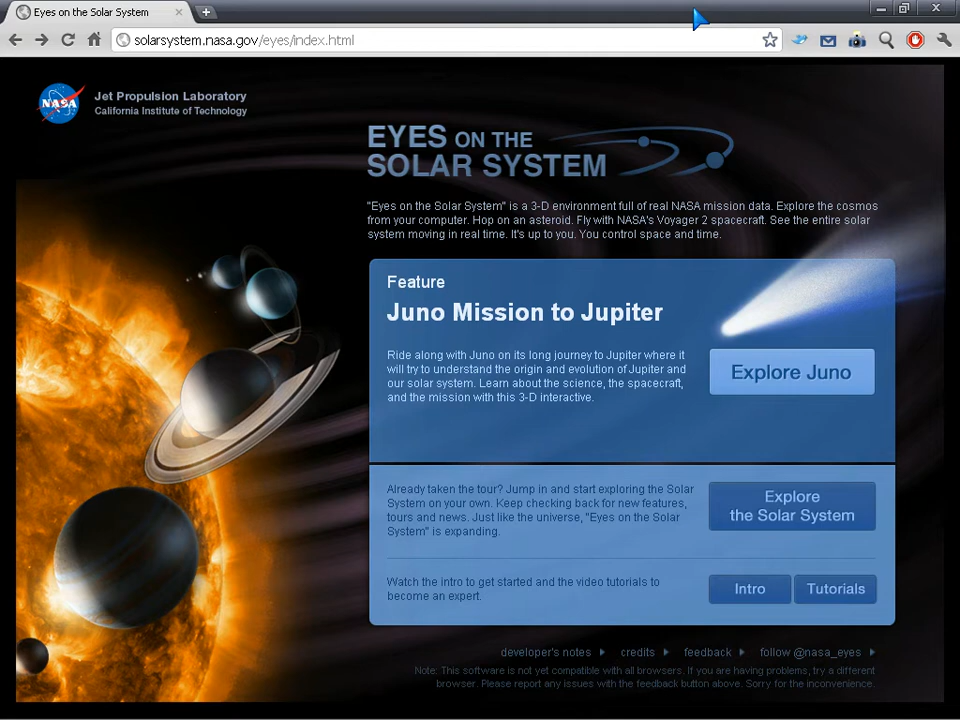 Eyes on the Solar System
solarsystem.nasa.gov/eyes/index.html
NASA
Jet Propulsion Laboratory
California Institute of Technology
EYES ON THE
SOLAR SYSTEM
"Eyes on the Solar System" is a 3-D environment full of real NASA mission data. Explore the cosmos
from your computer. Hop on an asteroid. Fly with NASA's Voyager 2 spacecraft. See the entire solar
system moving in real time. It's up to you. You control space and time.
Feature
Juno Mission to Jupiter
Ride along with Juno on its long journey to Jupiter where it
will try to understand the origin and evolution of Jupiter and
our solar system. Learn about the science, the spacecraft,
and the mission with this 3-D interactive.
Explore Juno
Already taken the tour? Jump in and start exploring the Solar
System on your own. Keep checking back for new features,
tours and news. Just like the universe, "Eyes on the Solar
System" is expanding.
Explore
the Solar System
Watch the intro to get started and the video tutorials to
become an expert.
Intro
Tutorials
developer's notes
credits
feedback
follow @nasa_eyes
Note: This software is not yet compatible with all browsers. If you are having problems, try a different
browser. Please report any issues with the feedback button above. Sorry for the inconvenience.